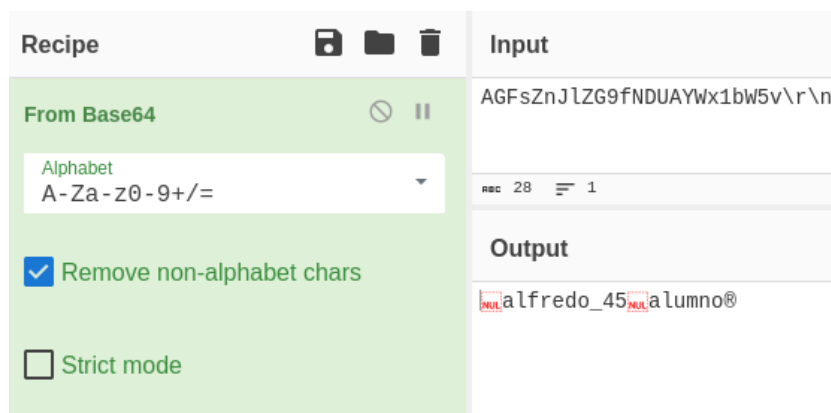 Recipe
From Base64
Alphabet
A-Za-z0-9+/=
Remove non-alphabet chars
Strict mode
Input
AGFsZnJlZG9fNDUAYWx1bW5v\r\n
ABC 28 1
Output
NULalfredo_45NULalumno®